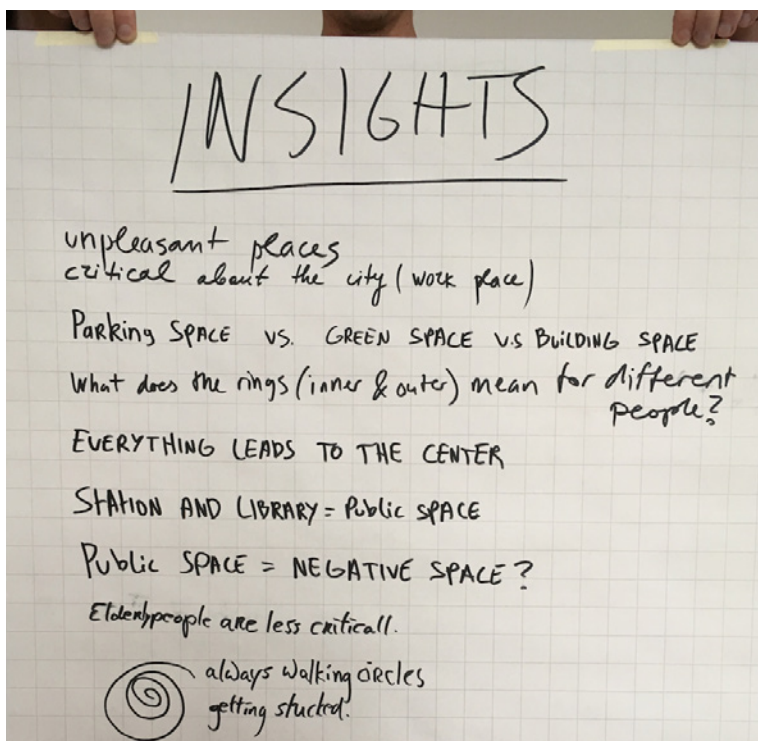 INSIGHTS
unpleasant places
critical about the city (work place)
Parking SPACE vs. GREEN SPACE v.s BUILDING SPACE
What does the rings (inner & outer) mean for different
people?
EVERYTHING LEADS TO THE CENTER
STATION AND LIBRARY = Public SPACE
Public SPACE = NEGATIVE SPACE?
Elderlypeople are less criticall.
always walking circles
getting stucked.